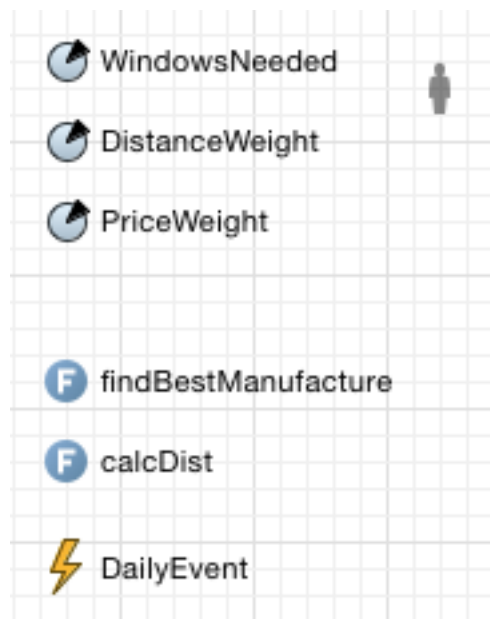 WindowsNeeded
DistanceWeight
PriceWeight
F findBestManufacture
F calcDist
DailyEvent